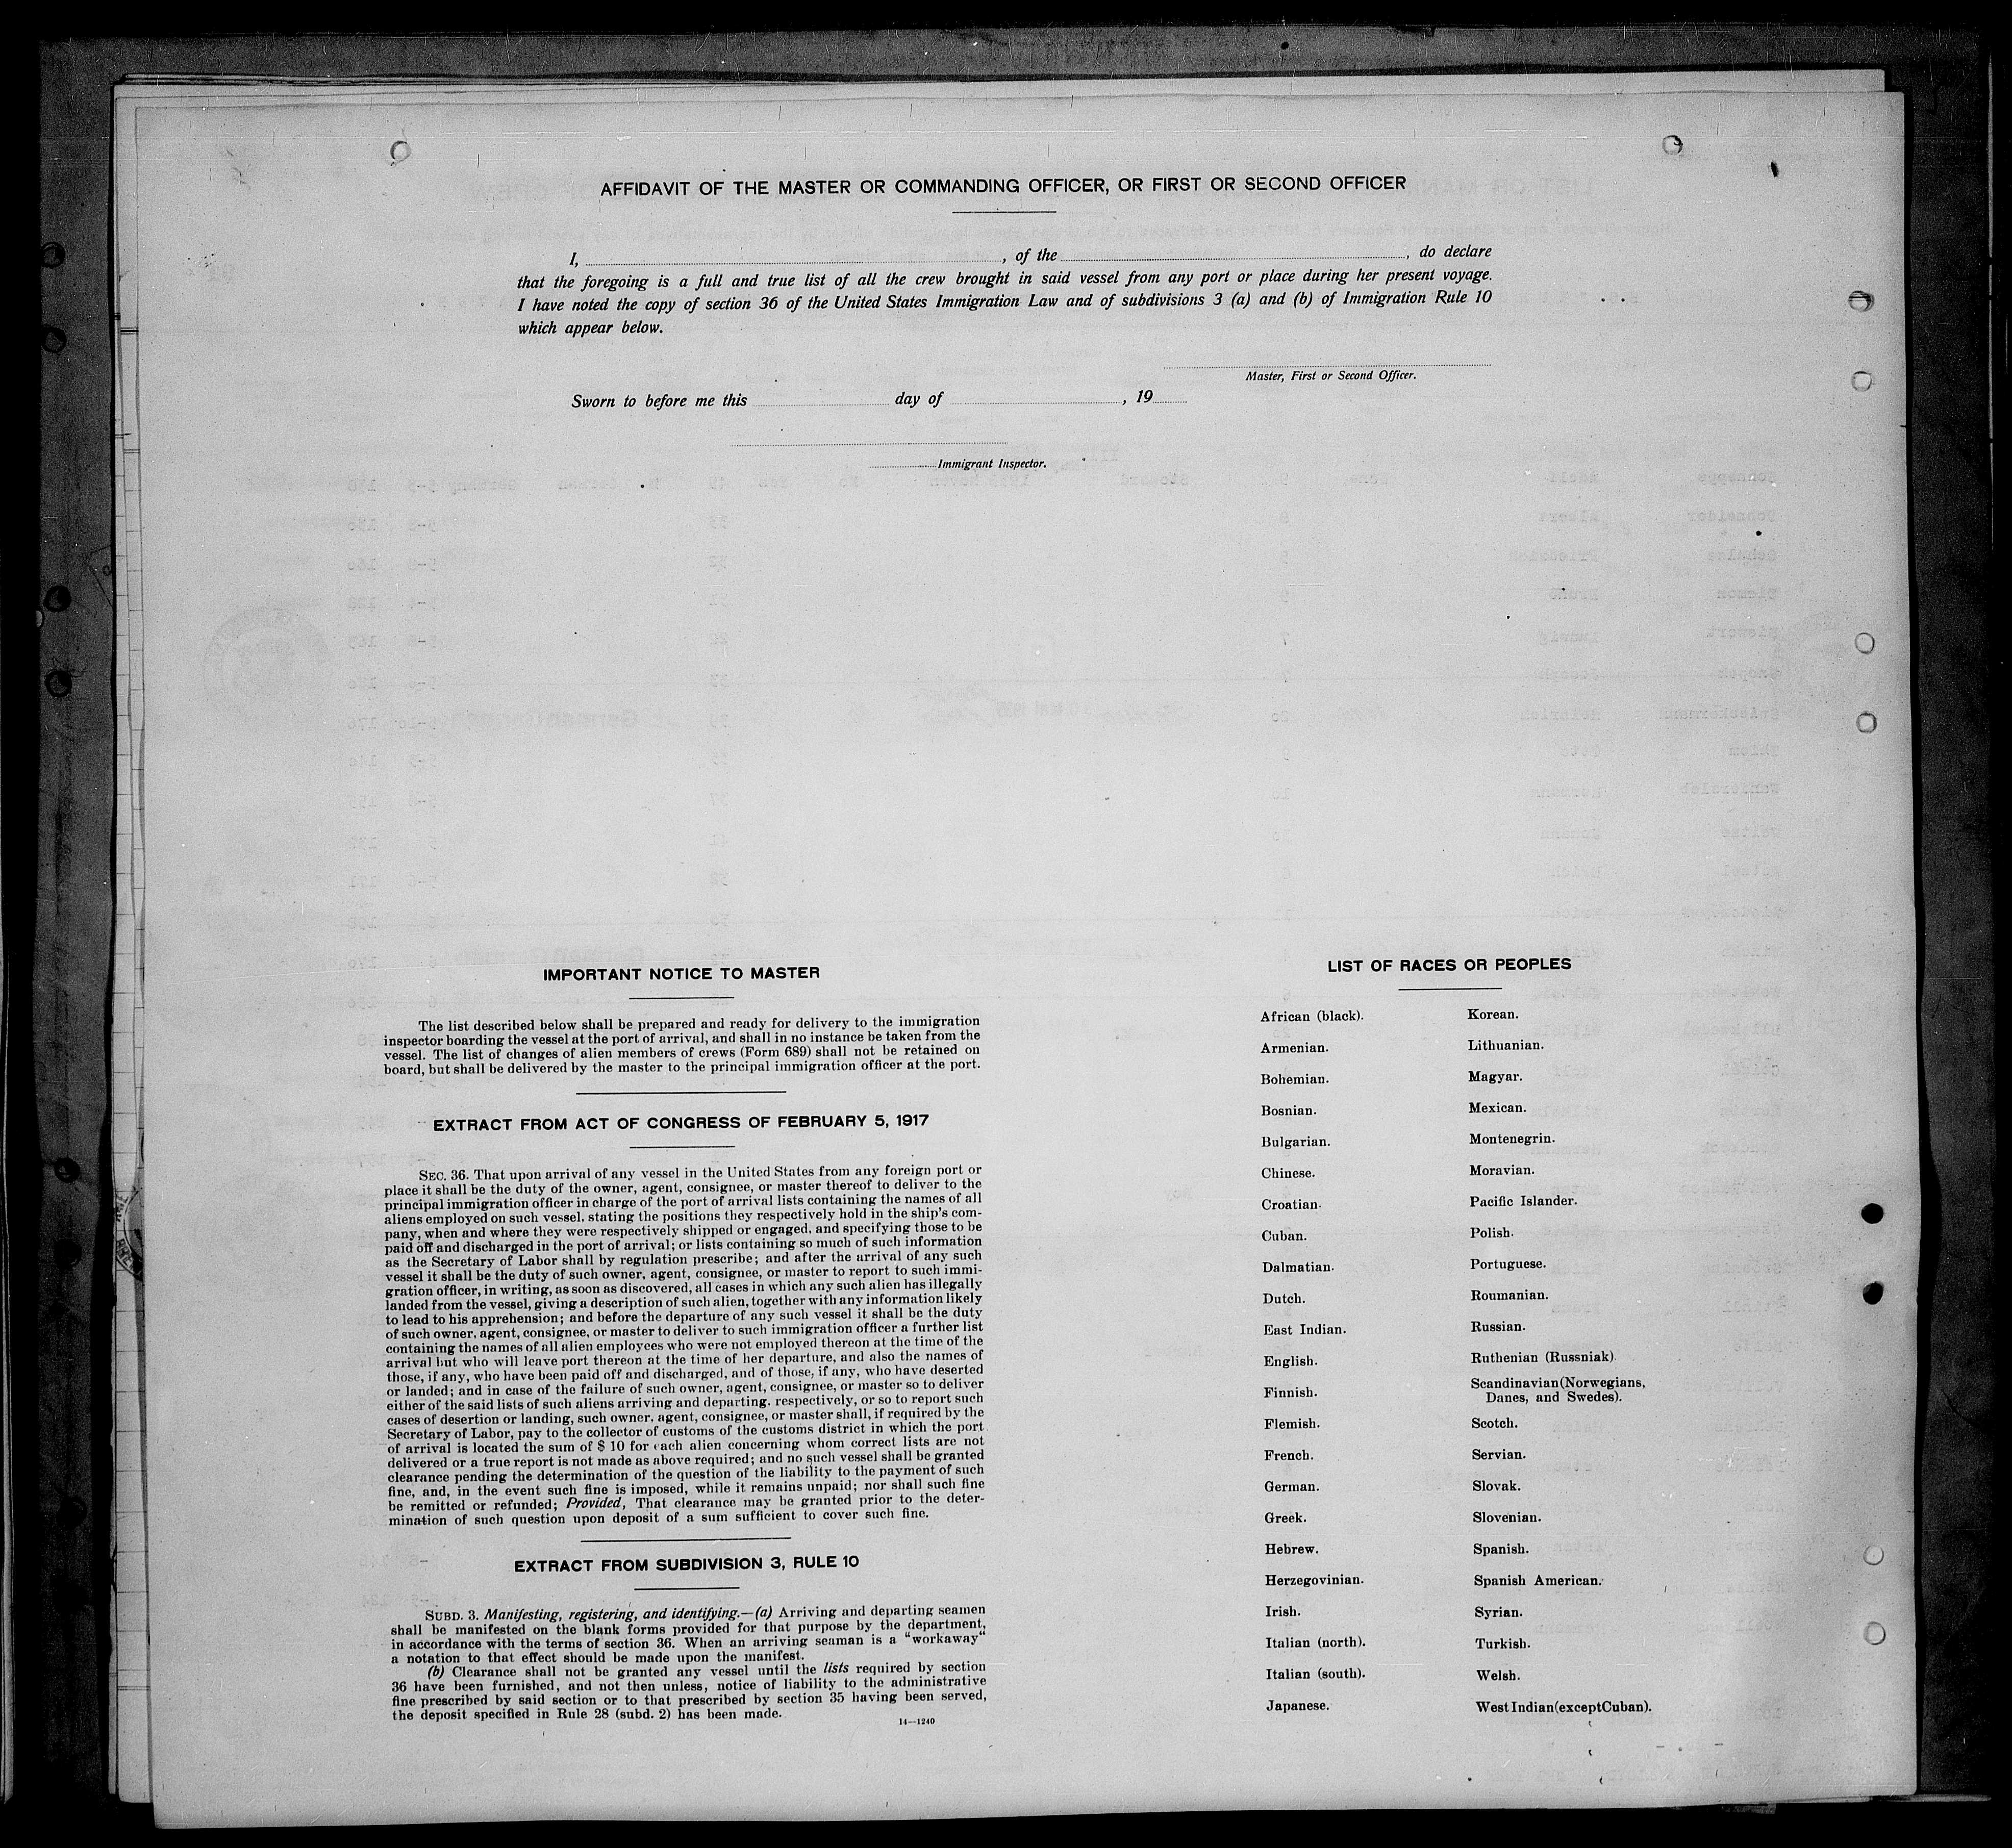 AFFIDAVIT OF THE MASTER OR COMMANDING OFFICER, OR FIRST OR SECOND OFFICER
I, , of the , do declare
that the foregoing is a full and true list of all the crew brought in said vessel from any port or place during her present voyage.
I have noted the copy of section 36 of the United States Immigration Law and of subdivisions 3 (a) and (b) of Immigration Rule 10
which appear below.
Master, First or Second Officer.
Sworn to before me this day of , 19
Immigrant Inspector.
IMPORTANT NOTICE TO MASTER
The list described below shall be prepared and ready for delivery to the immigration
inspector boarding the vessel at the port of arrival, and shall in no instance be taken from the
vessel. The list of changes of alien members of crews (Form 689) shall not be retained on
board, but shall be delivered by the master to the principal immigration officer at the port.
EXTRACT FROM ACT OF CONGRESS OF FEBRUARY 5, 1917
SEC. 36. That upon arrival of any vessel in the United States from any foreign port or
place it shall be the duty of the owner, agent, consignee, or master thereof to deliver to the
principal immigration officer in charge of the port of arrival lists containing the names of all
aliens employed on such vessel, stating the positions they respectively hold in the ship's com-
pany, when and where they were respectively shipped or engaged, and specifying those to be
paid off and discharged in the port of arrival; or lists containing so much of such information
as the Secretary of Labor shall by regulation prescribe; and after the arrival of any such
vessel it shall be the duty of such owner, agent, consignee, or master to report to such immi-
gration officer, in writing, as soon as discovered, all cases in which any such alien has illegally
landed from the vessel, giving a description of such alien, together with any information likely
to lead to his apprehension; and before the departure of any such vessel it shall be the duty
of such owner, agent, consignee, or master to deliver to such immigration officer a further list
containing the names of all alien employees who were not employed thereon at the time of the
arrival but who will leave port thereon at the time of her departure, and also the names of
those, if any, who have been paid off and discharged, and of those, if any, who have deserted
or landed; and in case of the failure of such owner, agent, consignee, or master so to deliver
either of the said lists of such aliens arriving and departing, respectively, or so to report such
cases of desertion or landing, such owner, agent, consignee, or master shall, if required by the
Secretary of Labor, pay to the collector of customs of the customs district in which the port
of arrival is located the sum of $ 10 for each alien concerning whom correct lists are not
delivered or a true report is not made as above required; and no such vessel shall be granted
clearance pending the determination of the question of the liability to the payment of such
fine, and, in the event such fine is imposed, while it remains unpaid; nor shall such fine
be remitted or refunded; Provided, That clearance may be granted prior to the deter-
mination of such question upon deposit of a sum sufficient to cover such fine.
EXTRACT FROM SUBDIVISION 3, RULE 10
SUBD. 3. Manifesting, registering, and identifying.—(a) Arriving and departing seamen
shall be manifested on the blank forms provided for that purpose by the department,
in accordance with the terms of section 36. When an arriving seaman is a "workaway"
a notation to that effect should be made upon the manifest.
(b) Clearance shall not be granted any vessel until the lists required by section
36 have been furnished, and not then unless, notice of liability to the administrative
fine prescribed by said section or to that prescribed by section 35 having been served,
the deposit specified in Rule 28 (subd. 2) has been made.
14—1240
LIST OF RACES OR PEOPLES
African (black).
Armenian.
Bohemian.
Bosnian.
Bulgarian.
Chinese.
Croatian.
Cuban.
Dalmatian.
Dutch.
East Indian.
English.
Finnish.
Flemish.
French.
German.
Greek.
Hebrew.
Herzegovinian.
Irish.
Italian (north).
Italian (south).
Japanese.
Korean.
Lithuanian.
Magyar.
Mexican.
Montenegrin.
Moravian.
Pacific Islander.
Polish.
Portuguese.
Roumanian.
Russian.
Ruthenian (Russniak).
Scandinavian (Norwegians,
Danes, and Swedes).
Scotch.
Servian.
Slovak.
Slovenian.
Spanish.
Spanish American.
Syrian.
Turkish.
Welsh.
West Indian (except Cuban).